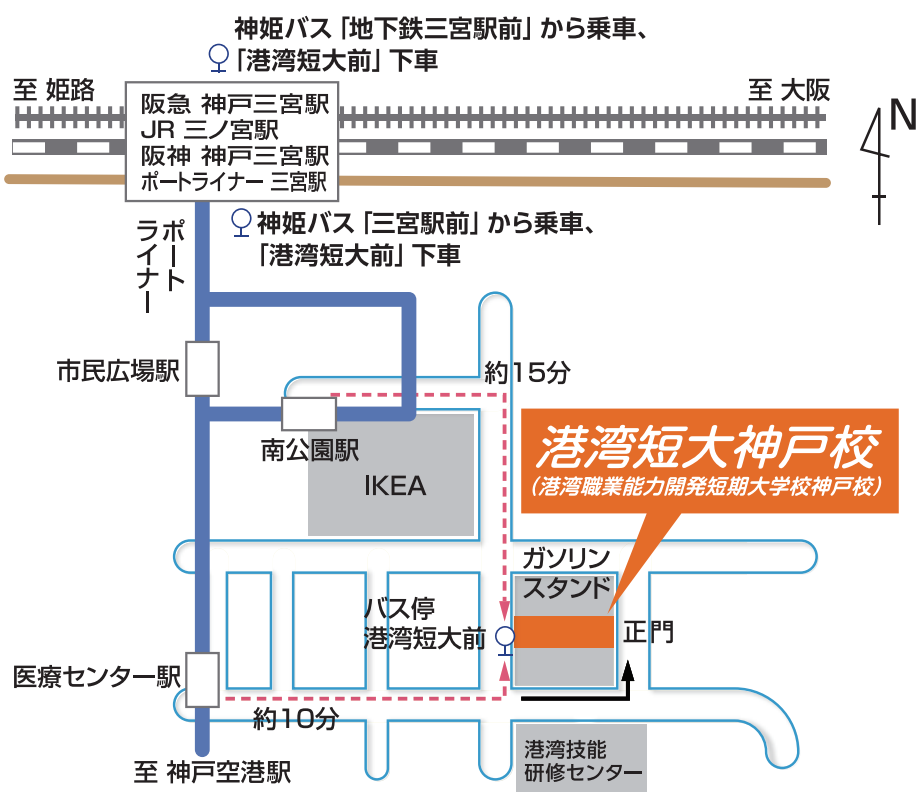 神姫バス「地下鉄三宮駅前」から乗車、
「港湾短大前」下車
至 姫路
至 大阪
N
阪急 神戸三宮駅
JR 三ノ宮駅
阪神 神戸三宮駅
ポートライナー 三宮駅
神姫バス「三宮駅前」から乗車、
「港湾短大前」下車
ポート
ライナー
市民広場駅
約15分
南公園駅
IKEA
港湾短大神戸校
(港湾職業能力開発短期大学校神戸校)
ガソリン
スタンド
バス停
港湾短大前
正門
医療センター駅
約10分
港湾技能
研修センター
至 神戸空港駅